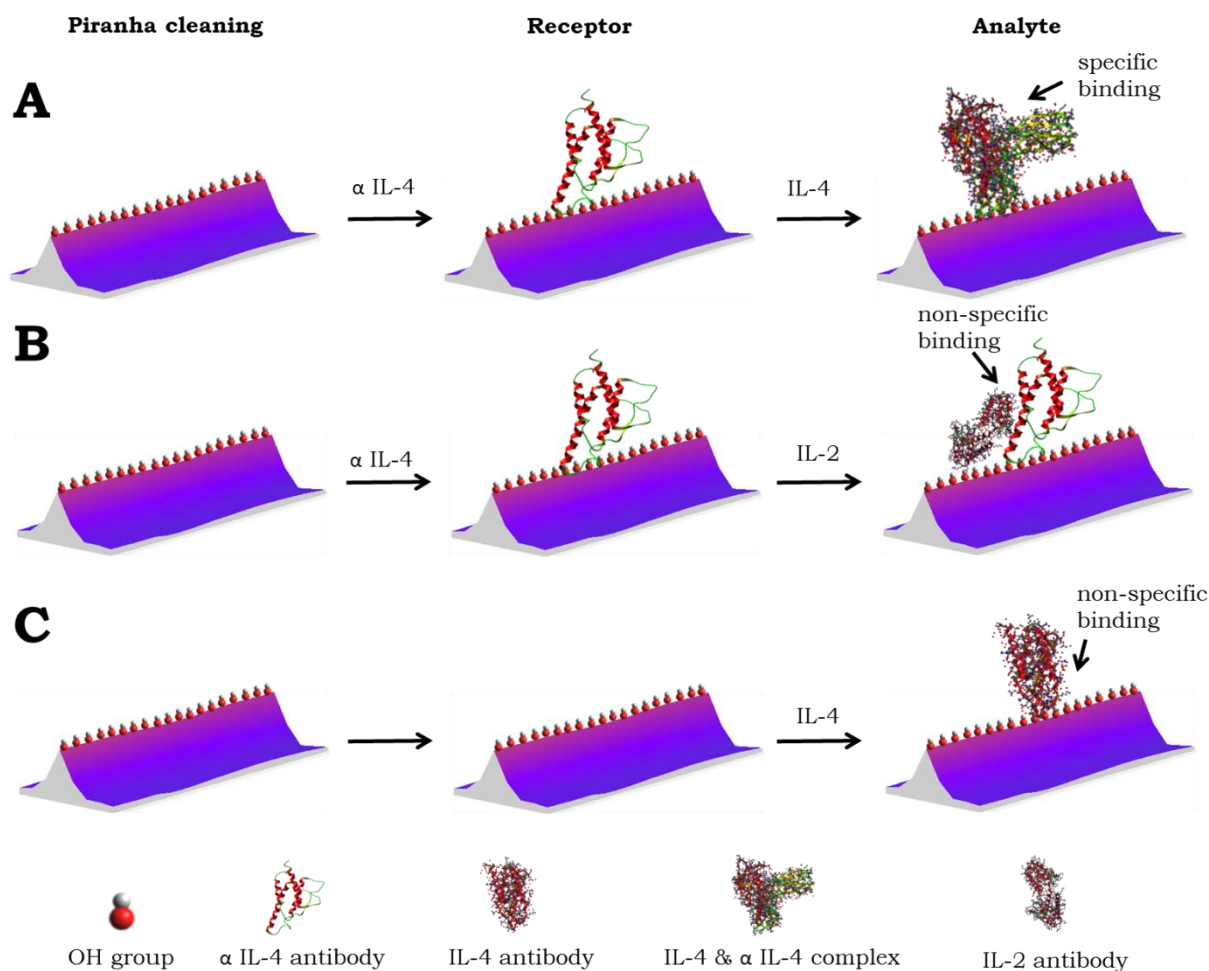 Piranha cleaning
Receptor
Analyte
A
specific
binding
α IL-4
IL-4
B
non-specific
binding
α IL-4
IL-2
C
non-specific
binding
IL-4
OH group
α IL-4 antibody
IL-4 antibody
IL-4 & α IL-4 complex
IL-2 antibody